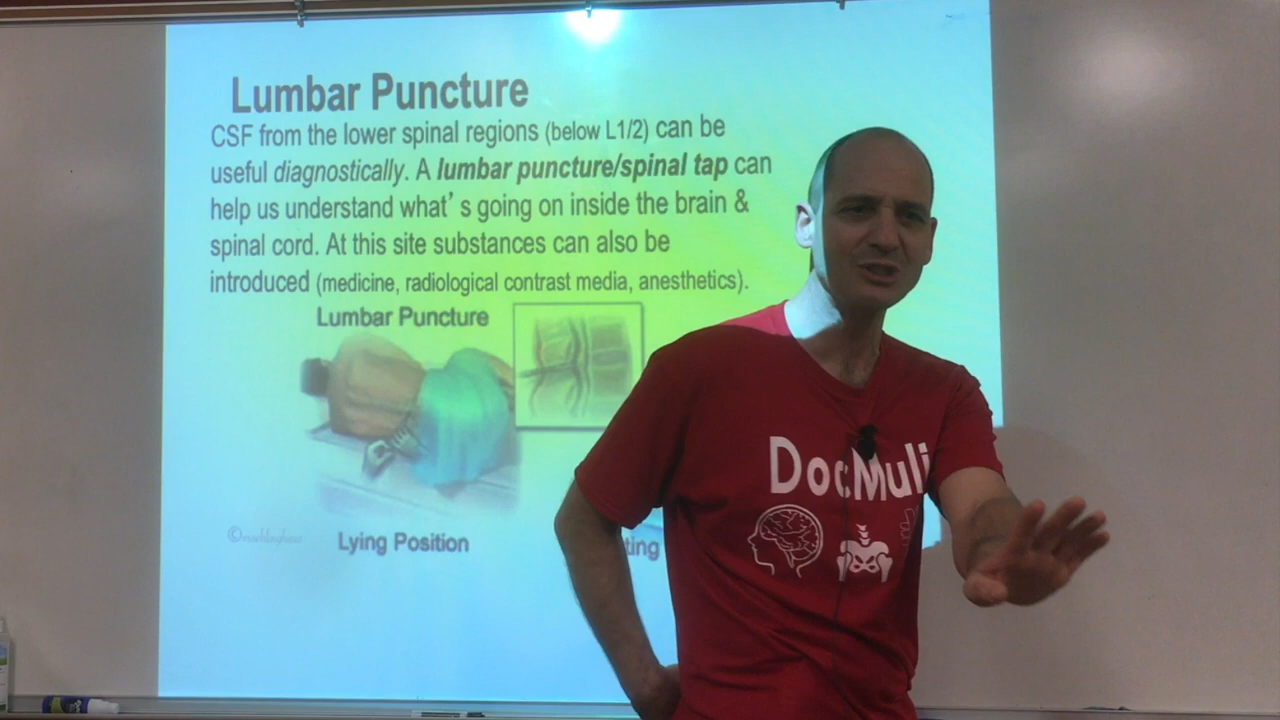 Lumbar Puncture
CSF from the lower spinal regions (below L1/2) can be
useful diagnostically. A lumbar puncture/spinal tap can
help us understand what's going on inside the brain &
spinal cord. At this site substances can also be
introduced (medicine, radiological contrast media, anesthetics).
Lumbar Puncture
Lying Position
ting
DocMuli